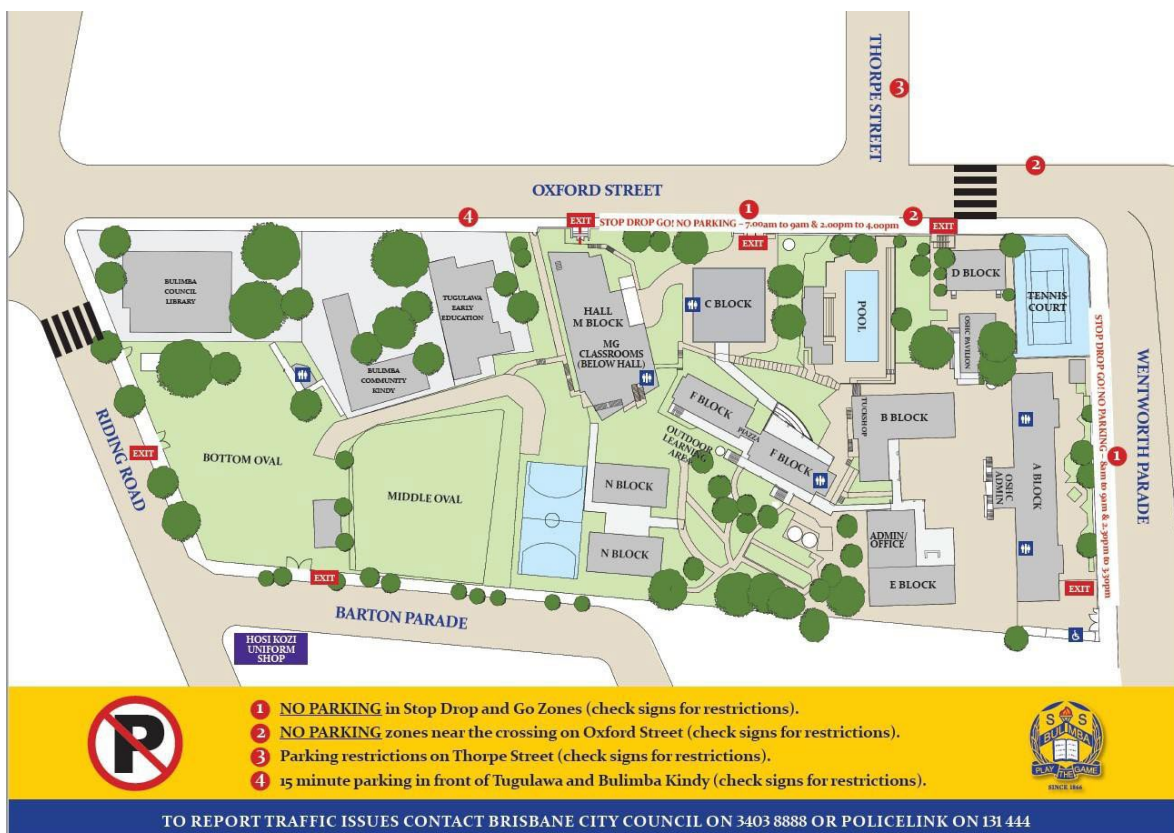 THORPE STREET
3
2
OXFORD STREET
4
EXIT
1
STOP DROP GO! NO PARKING – 7.00am to 9am & 2.00pm to 4.00pm
2
EXIT
EXIT
BULIMBA
COUNCIL
LIBRARY
TUGULAWA
EARLY
EDUCATION
BULIMBA
COMMUNITY
KINDY
HALL
M BLOCK
MG
CLASSROOMS
(BELOW HALL)
C BLOCK
POOL
D BLOCK
TENNIS
COURT
OSHC PAVILION
STOP DROP GO! NO PARKING – 8am to 9am & 2.30pm to 3.30pm
1
WENTWORTH PARADE
RIDING ROAD
EXIT
BOTTOM OVAL
MIDDLE OVAL
F BLOCK
PIAZZA
F BLOCK
OUTDOOR
LEARNING
AREA
TUCKSHOP
B BLOCK
A BLOCK
OSHC
ADMIN
N BLOCK
N BLOCK
ADMIN/
OFFICE
E BLOCK
EXIT
EXIT
BARTON PARADE
HOSI KOZI
UNIFORM
SHOP
P
1 NO PARKING in Stop Drop and Go Zones (check signs for restrictions).
2 NO PARKING zones near the crossing on Oxford Street (check signs for restrictions).
3 Parking restrictions on Thorpe Street (check signs for restrictions).
4 15 minute parking in front of Tugulawa and Bulimba Kindy (check signs for restrictions).
S S
BULIMBA
PLAY THE GAME
SINCE 1866
TO REPORT TRAFFIC ISSUES CONTACT BRISBANE CITY COUNCIL ON 3403 8888 OR POLICELINK ON 131 444